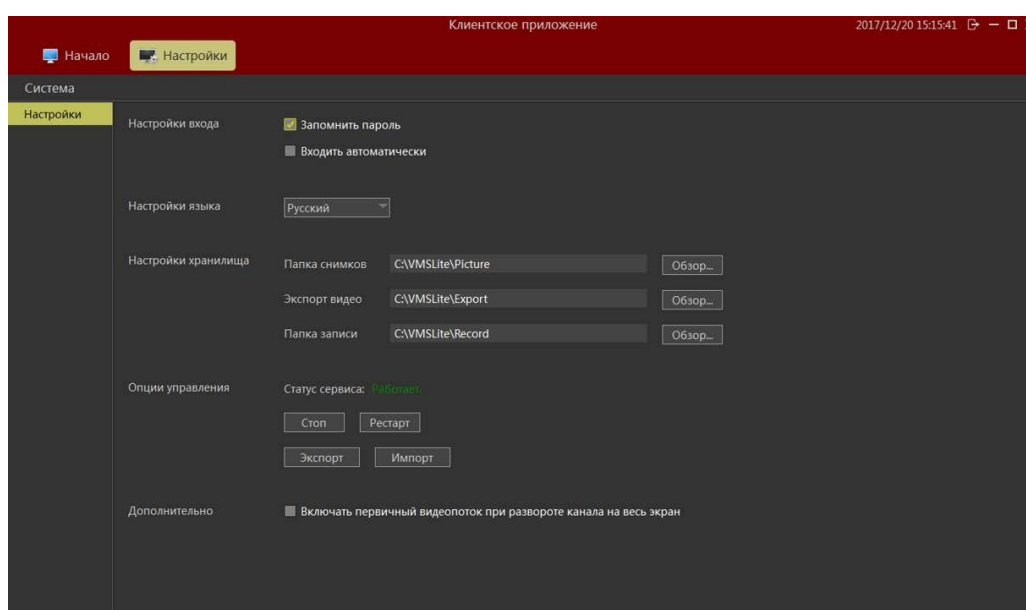 Клиентское приложение 2017/12/20 15:15:41
Начало Настройки
Система
Настройки
Настройки входа Запомнить пароль
Входить автоматически
Настройки языка Русский
Настройки хранилища Папка снимков C:\VMSLite\Picture Обзор...
Экспорт видео C:\VMSLite\Export Обзор...
Папка записи C:\VMSLite\Record Обзор...
Опции управления Статус сервиса: Работает
Стоп Рестарт
Экспорт Импорт
Дополнительно Включать первичный видеопоток при развороте канала на весь экран